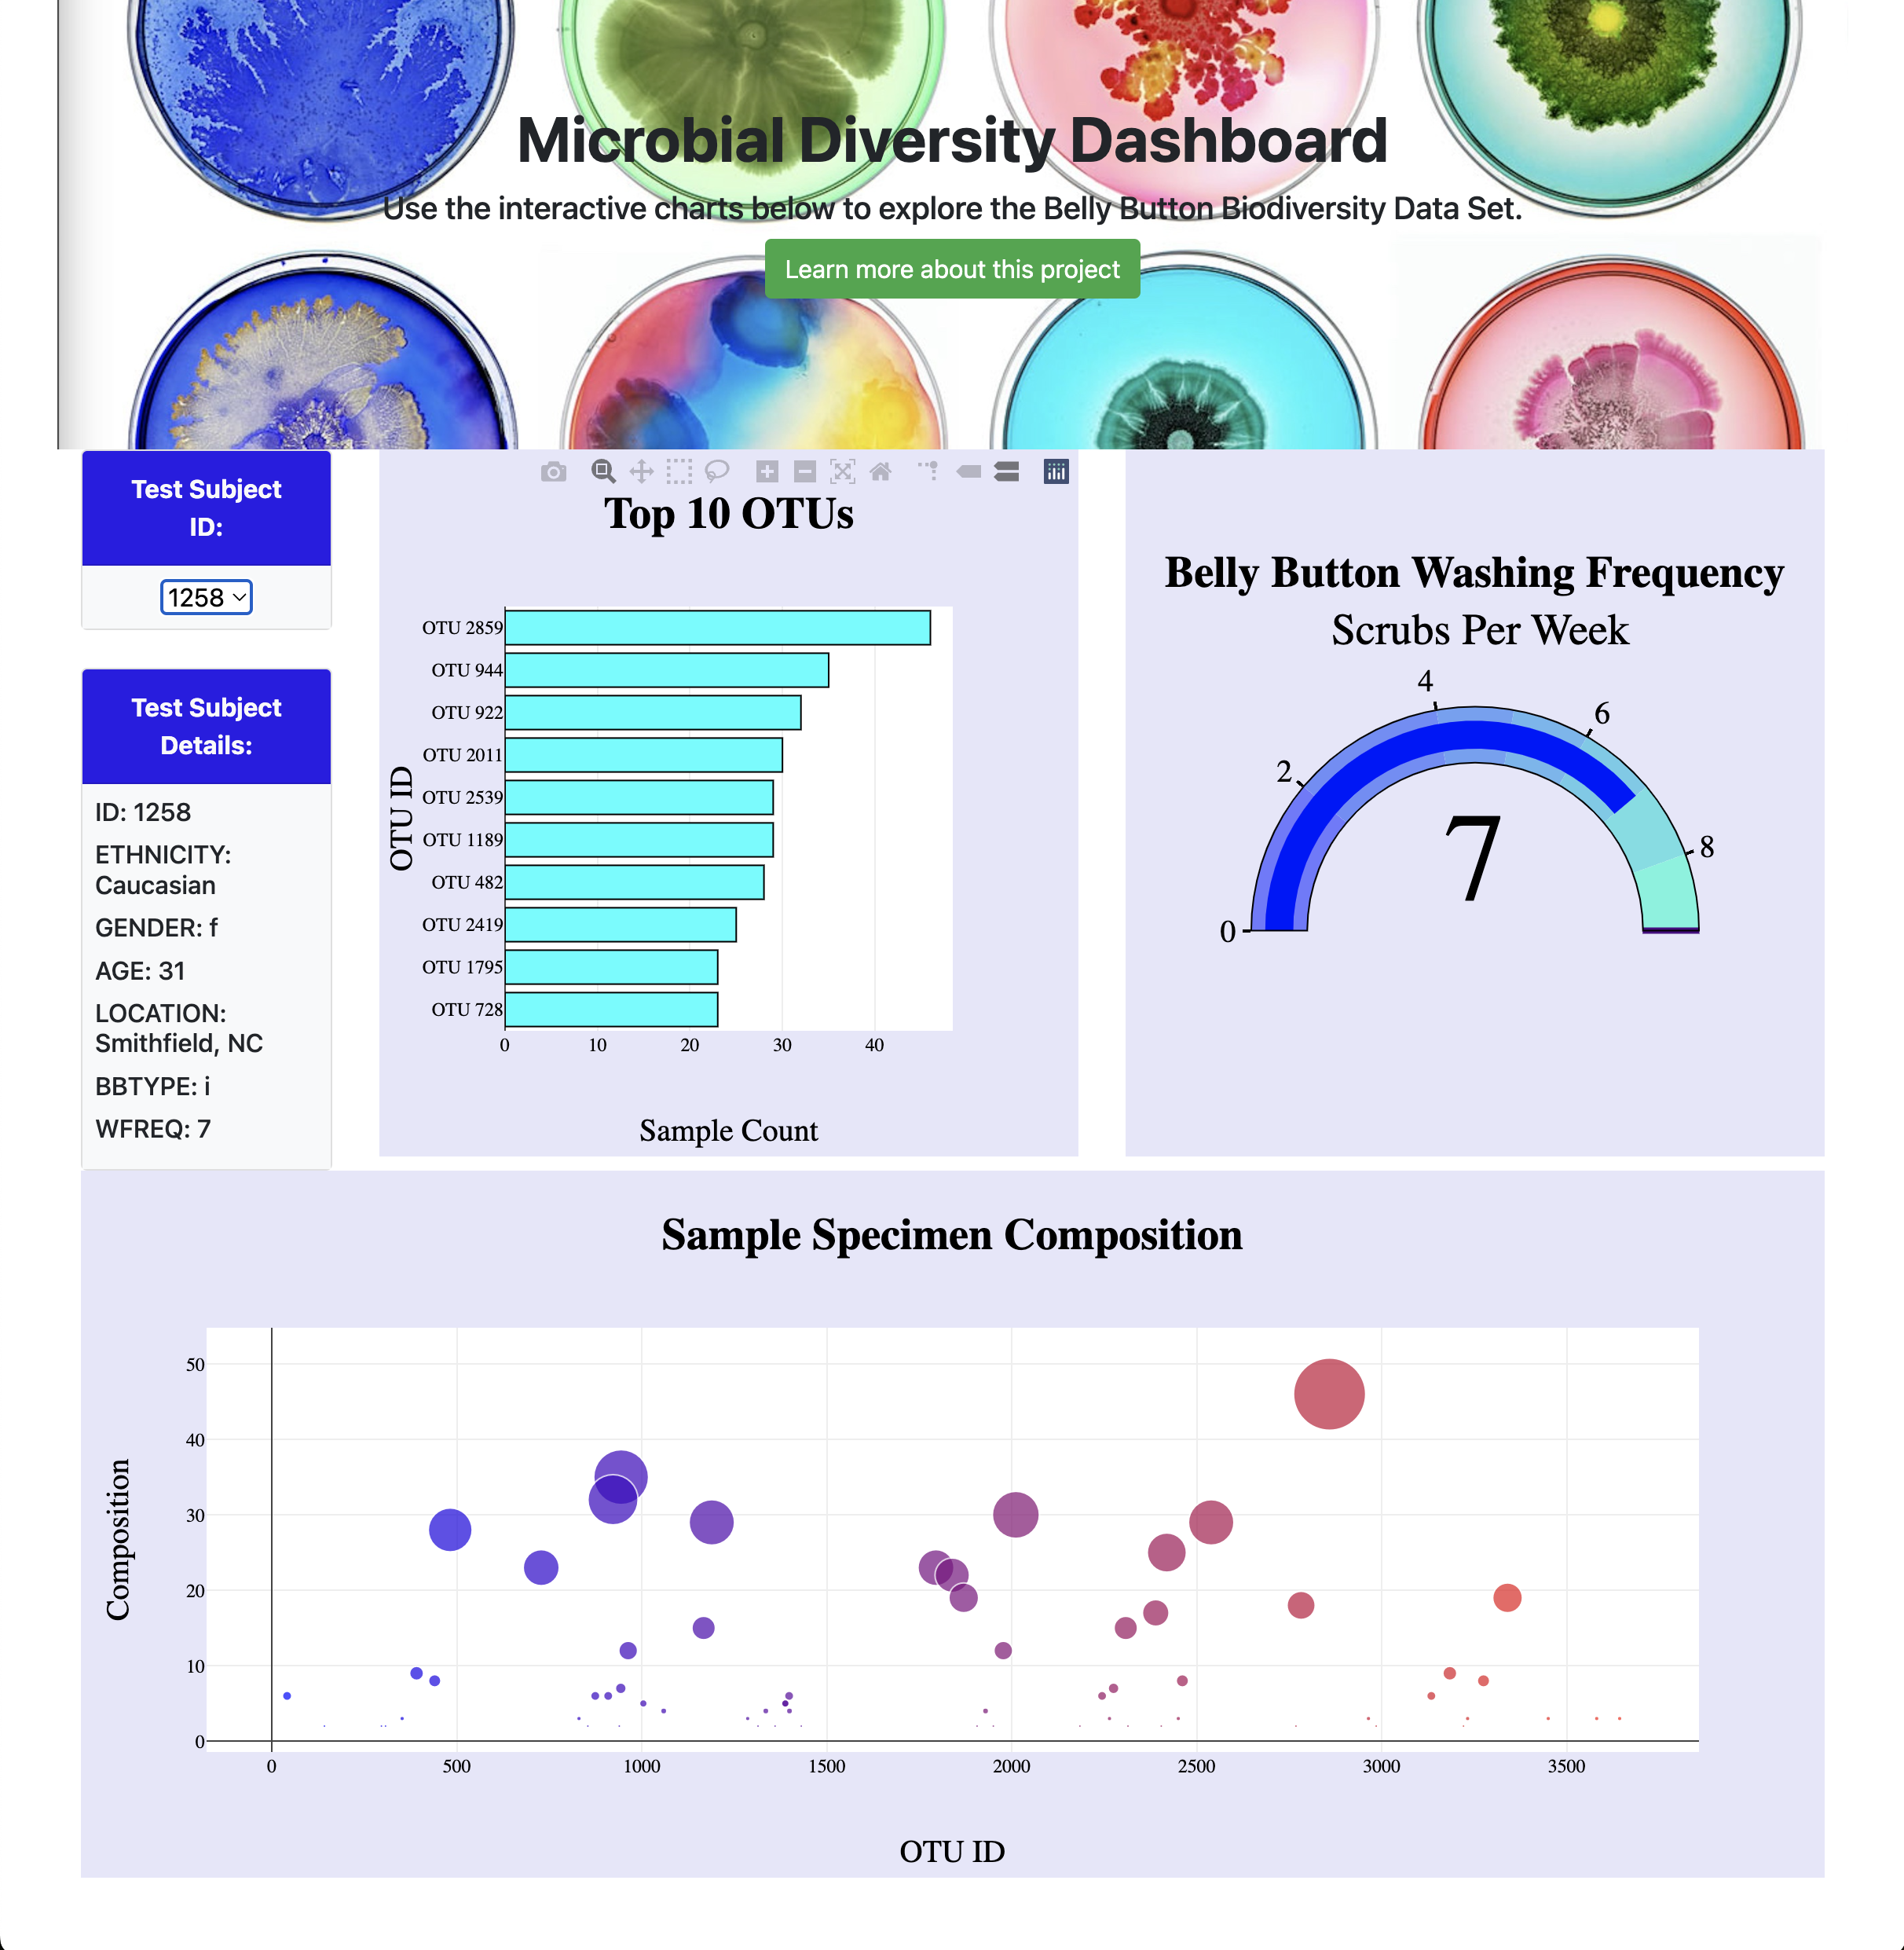 Microbial Diversity Dashboard
Use the interactive charts below to explore the Belly Button Biodiversity Data Set.
Learn more about this project
Test Subject
ID:
1258
Test Subject
Details:
ID: 1258
ETHNICITY:
Caucasian
GENDER: f
AGE: 31
LOCATION:
Smithfield, NC
BBTYPE: i
WFREQ: 7
Top 10 OTUs
OTU ID
OTU 2859
OTU 944
OTU 922
OTU 2011
OTU 2539
OTU 1189
OTU 482
OTU 2419
OTU 1795
OTU 728
0 10 20 30 40
Sample Count
Belly Button Washing Frequency
Scrubs Per Week
0
2
4
6
8
7
Sample Specimen Composition
Composition
50
40
30
20
10
0
0 500 1000 1500 2000 2500 3000 3500
OTU ID